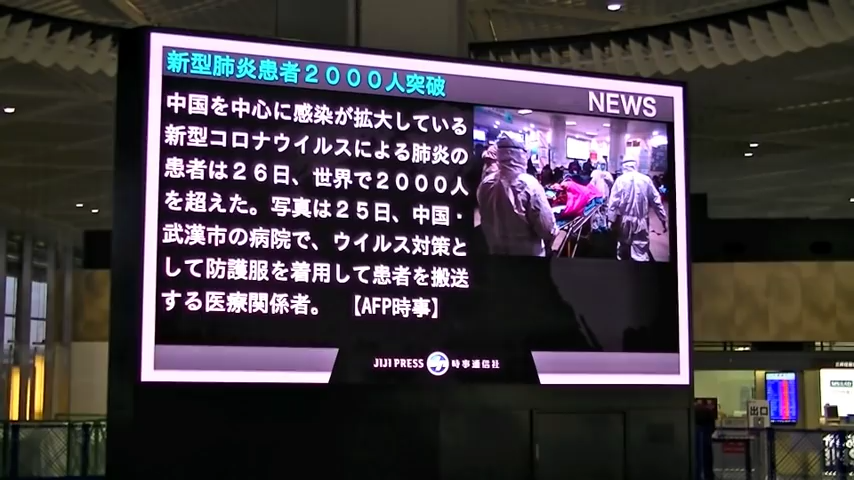 新型肺炎患者２０００人突破
NEWS
中国を中心に感染が拡大している
新型コロナウイルスによる肺炎の
患者は２６日、世界で２０００人
を超えた。写真は２５日、中国・
武漢市の病院で、ウイルス対策と
して防護服を着用して患者を搬送
する医療関係者。　【AFP時事】
JIJI PRESS 時事通信社
出口